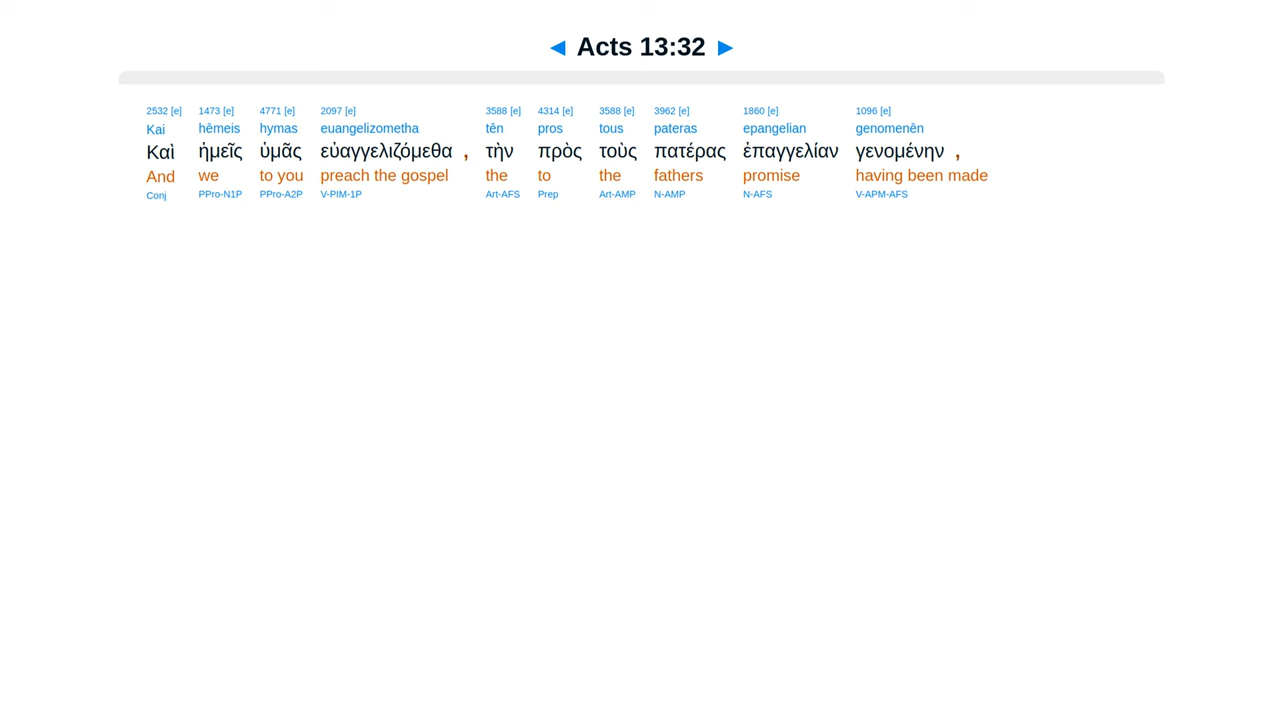 ◄ Acts 13:32 ►
2532 [e] 1473 [e] 4771 [e] 2097 [e] 3588 [e] 4314 [e] 3588 [e] 3962 [e] 1860 [e] 1096 [e]
Kai hēmeis hymas euangelizometha tēn pros tous pateras epangelian genomenēn
Καὶ ἡμεῖς ὑμᾶς εὐαγγελιζόμεθα , τὴν πρὸς τοὺς πατέρας ἐπαγγελίαν γενομένην ,
And we to you preach the gospel the to the fathers promise having been made
Conj PPro-N1P PPro-A2P V-PIM-1P Art-AFS Prep Art-AMP N-AMP N-AFS V-APM-AFS